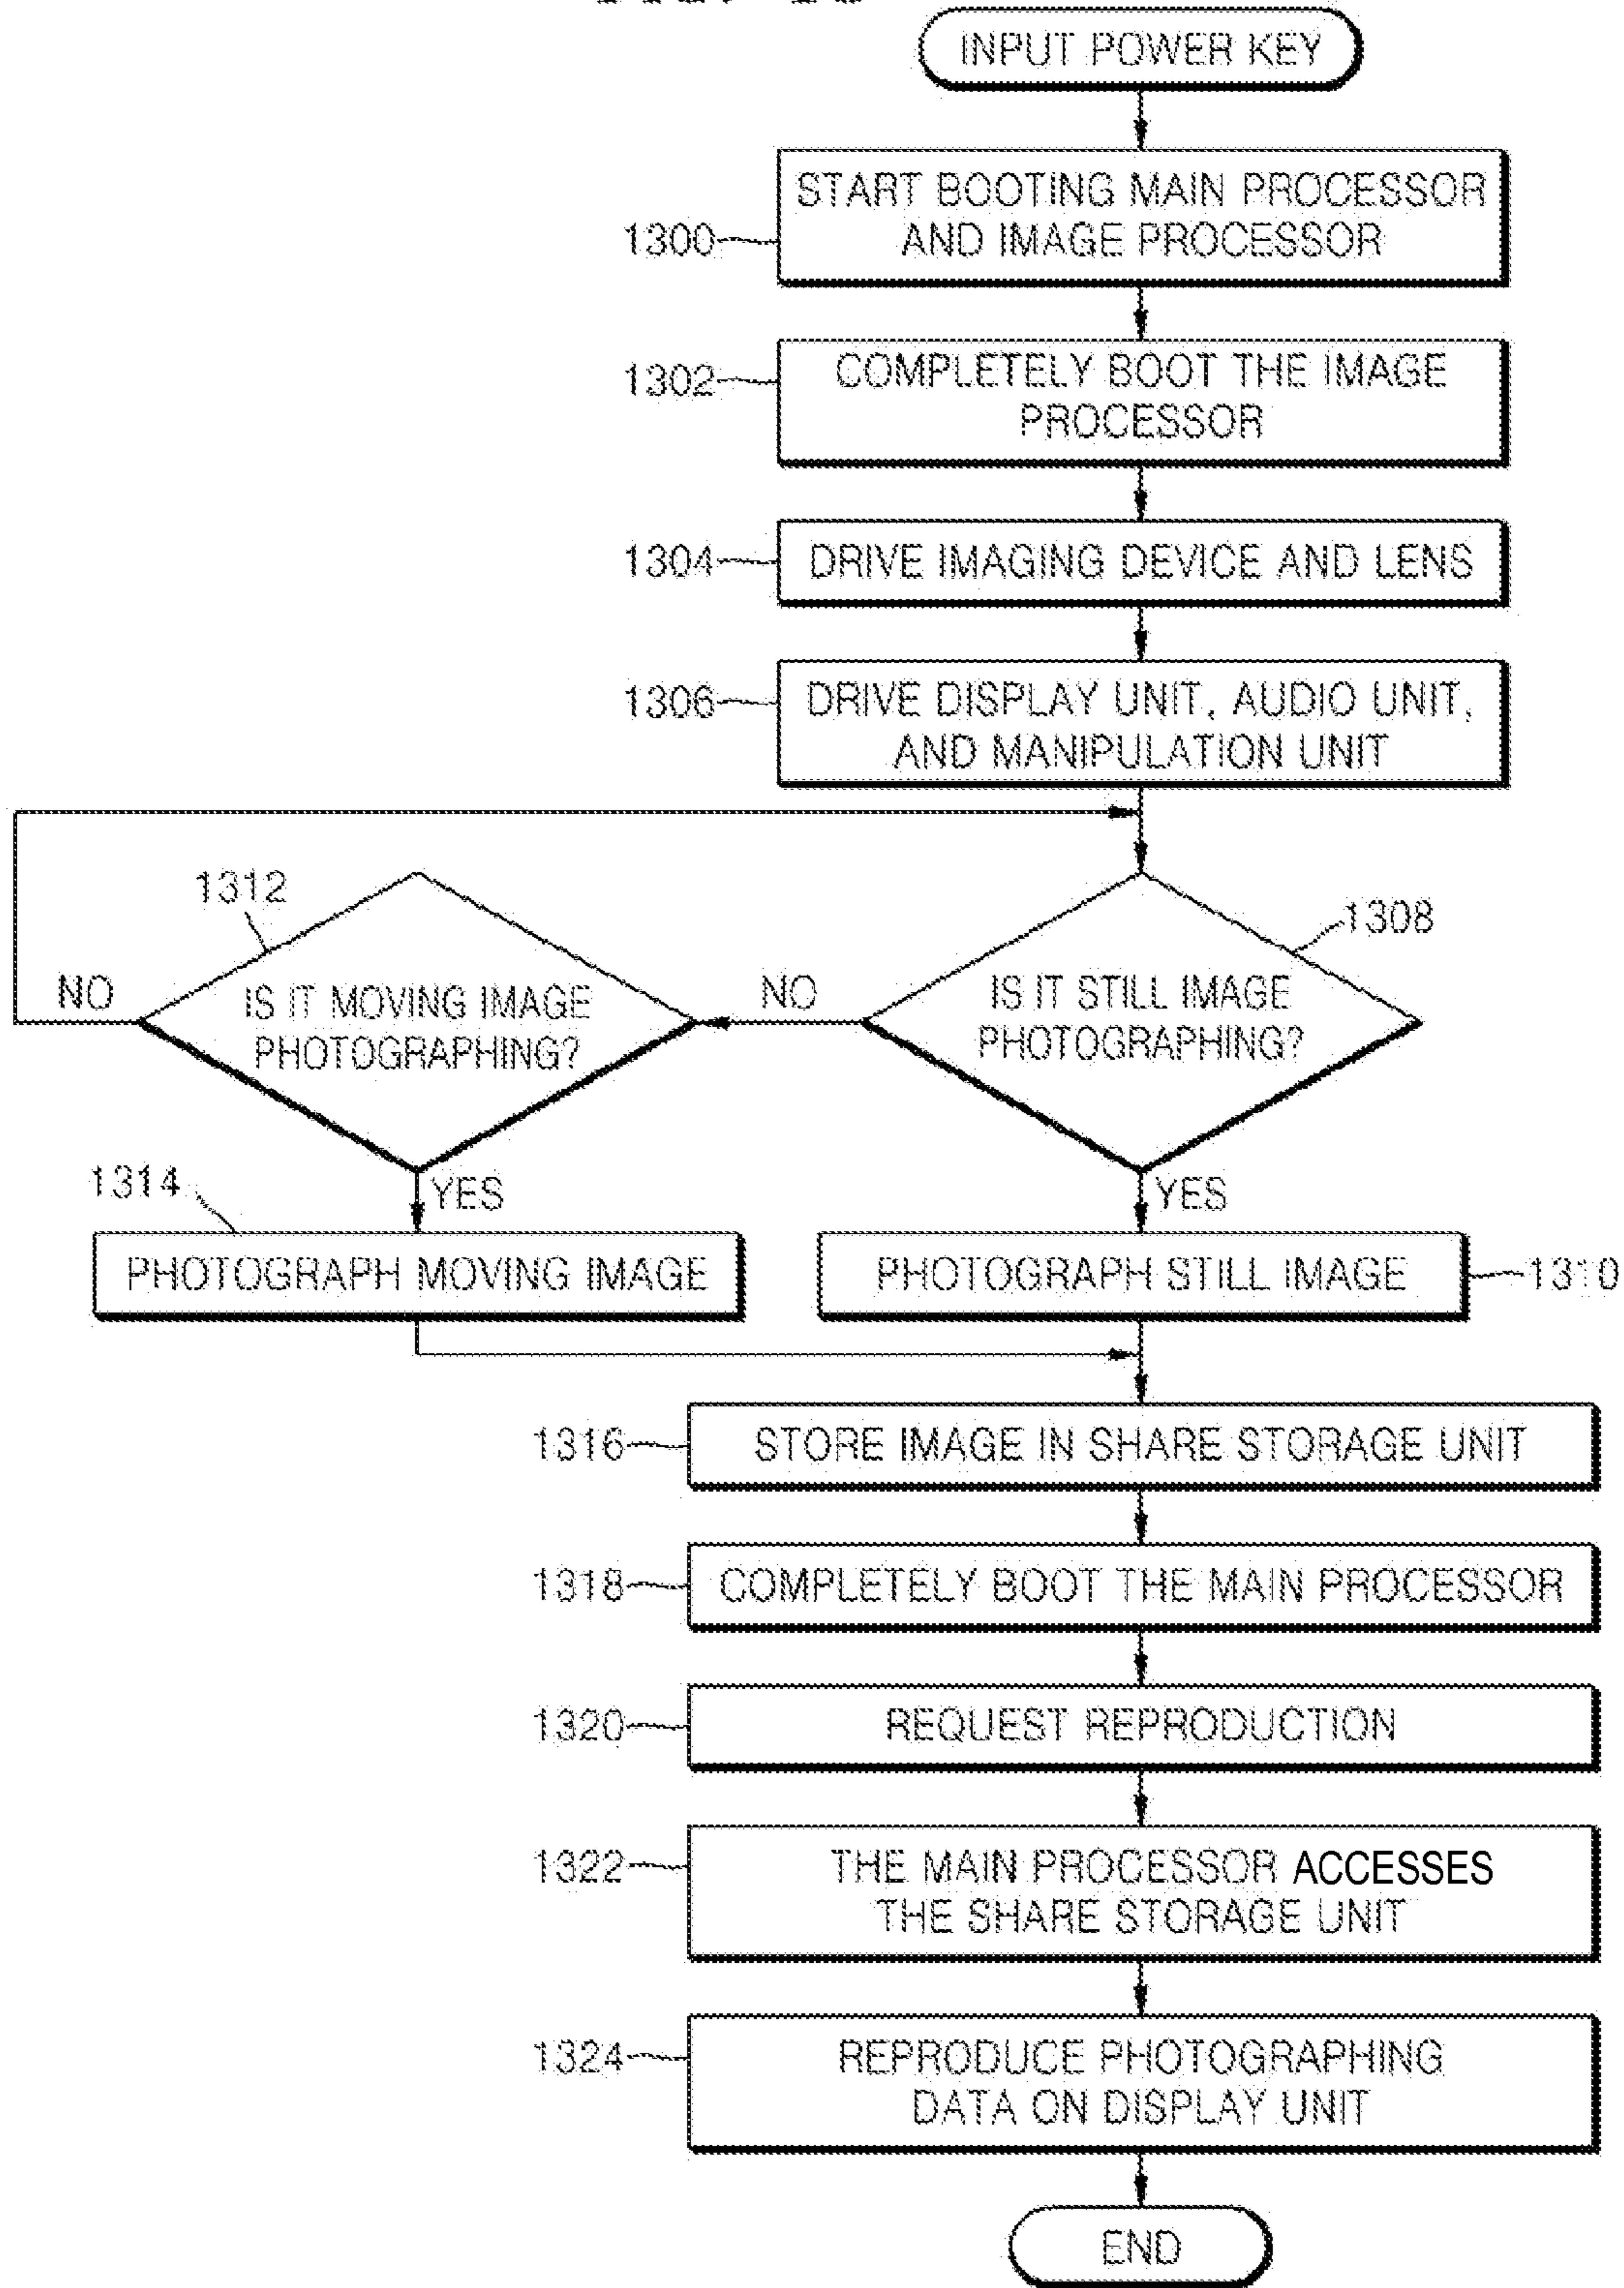 INPUT POWER KEY
START BOOTING MAIN PROCESSOR
AND IMAGE PROCESSOR
1300
COMPLETELY BOOT THE IMAGE
PROCESSOR
1302
DRIVE IMAGING DEVICE AND LENS
1304
DRIVE DISPLAY UNIT, AUDIO UNIT,
AND MANIPULATION UNIT
1306
1312
1308
NO
IS IT MOVING IMAGE
PHOTOGRAPHING?
NO
IS IT STILL IMAGE
PHOTOGRAPHING?
1314
YES
YES
PHOTOGRAPH MOVING IMAGE
PHOTOGRAPH STILL IMAGE
1310
1316
STORE IMAGE IN SHARE STORAGE UNIT
1318
COMPLETELY BOOT THE MAIN PROCESSOR
1320
REQUEST REPRODUCTION
1322
THE MAIN PROCESSOR ACCESSES
THE SHARE STORAGE UNIT
1324
REPRODUCE PHOTOGRAPHING
DATA ON DISPLAY UNIT
END